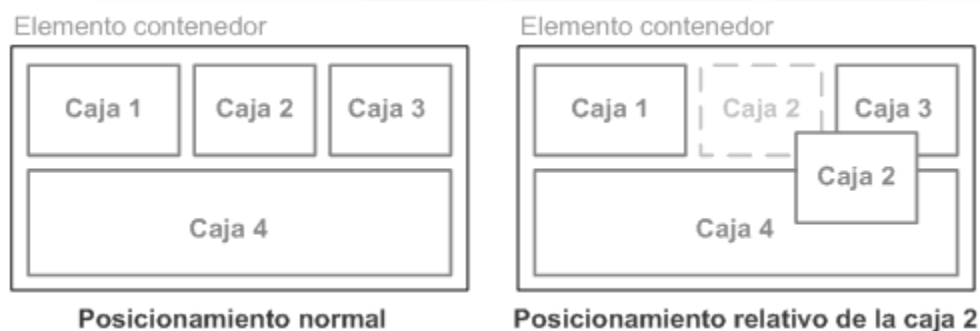 Elemento contenedor
Caja 1
Caja 2
Caja 3
Caja 4
Posicionamiento normal
Elemento contenedor
Caja 1
Caja 2
Caja 3
Caja 2
Caja 4
Posicionamiento relativo de la caja 2